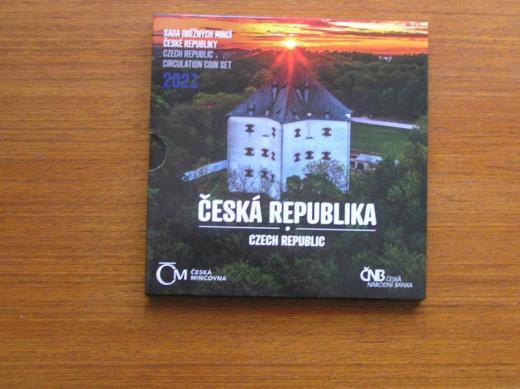 SADA OBĚŽNÝCH MINCÍ
ČESKÉ REPUBLIKY
CZECH REPUBLIC
CIRCULATION COIN SET
ČESKÁ REPUBLIKA
CZECH REPUBLIC
ČM ČESKÁ
MINCOVNA
ČNB ČESKÁ
NÁRODNÍ BANKA